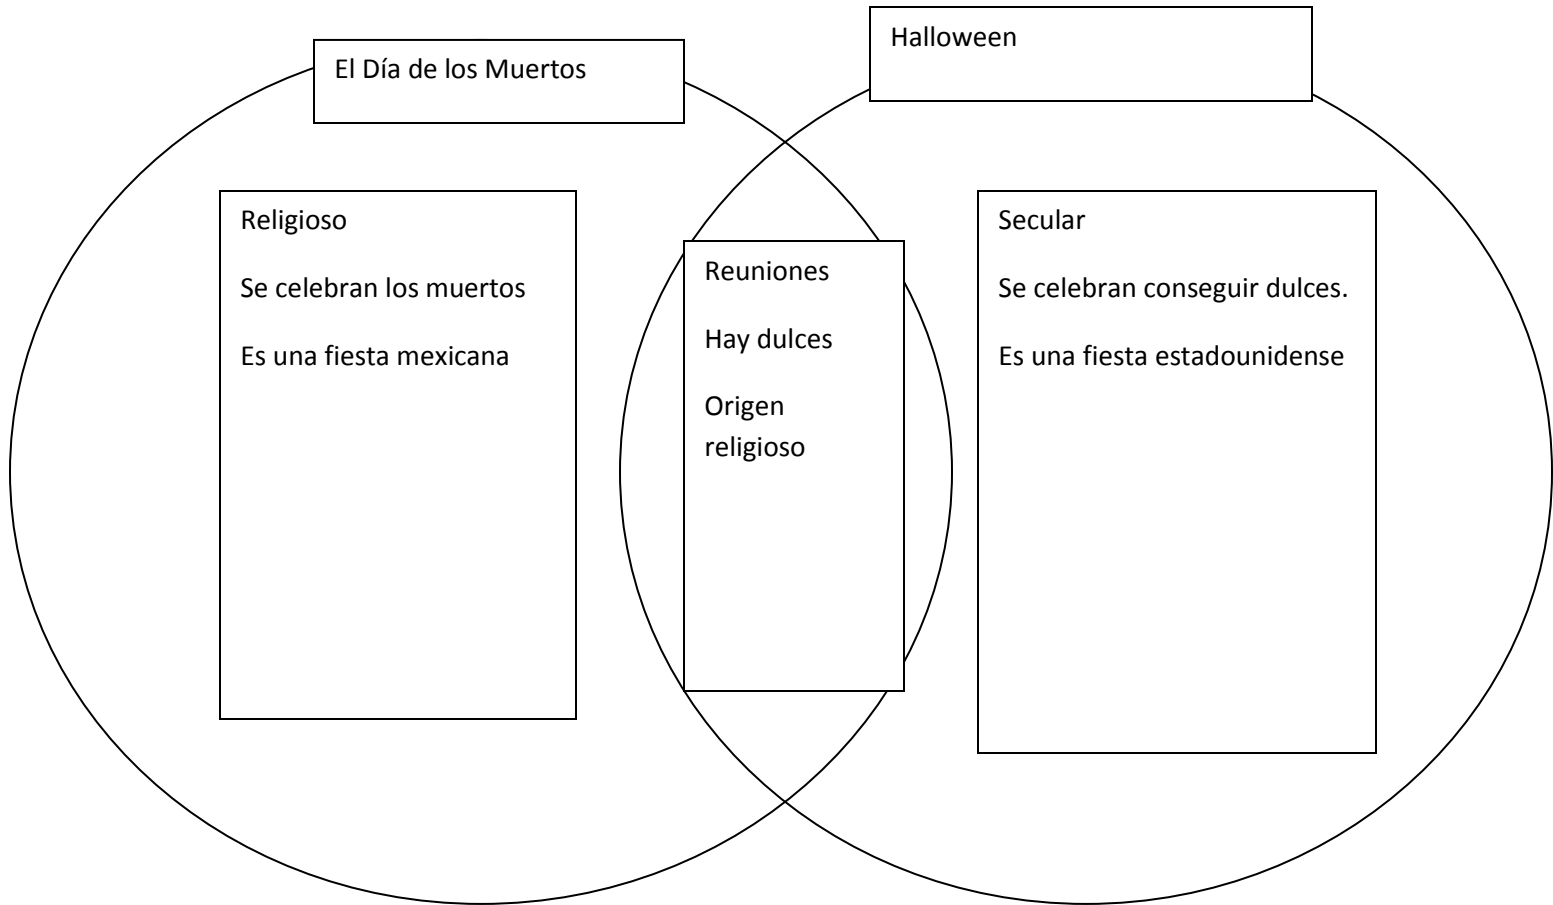 El Día de los Muertos
Halloween
Religioso
Se celebran los muertos
Es una fiesta mexicana
Reuniones
Hay dulces
Origen
religioso
Secular
Se celebran conseguir dulces.
Es una fiesta estadounidense